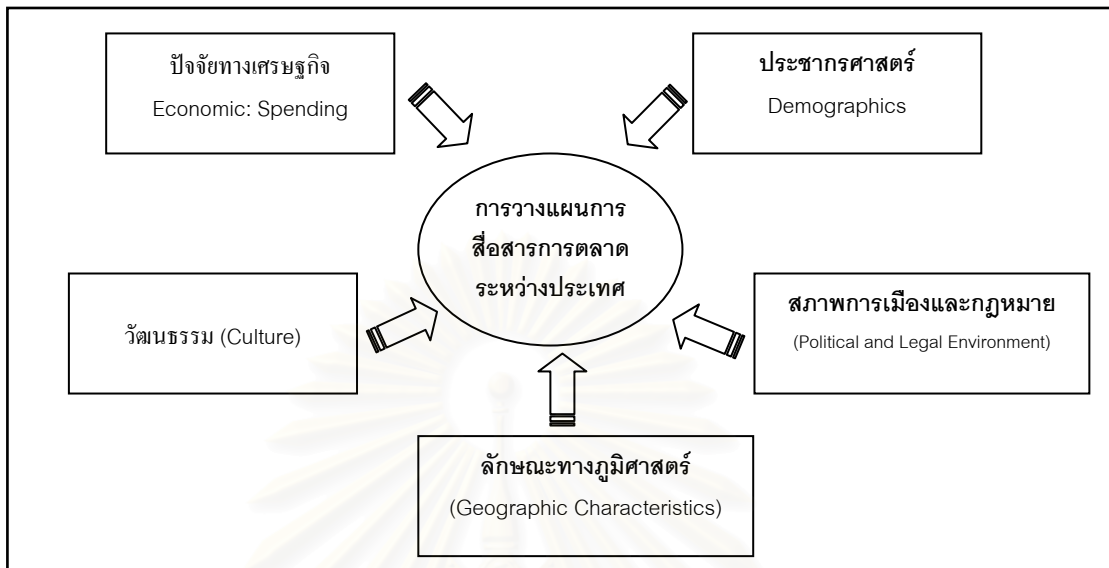 ปัจจัยทางเศรษฐกิจ
Economic: Spending
ประชากรศาสตร์
Demographics
การวางแผนการ
สื่อสารการตลาด
ระหว่างประเทศ
วัฒนธรรม (Culture)
สภาพการเมืองและกฎหมาย
(Political and Legal Environment)
ลักษณะทางภูมิศาสตร์
(Geographic Characteristics)